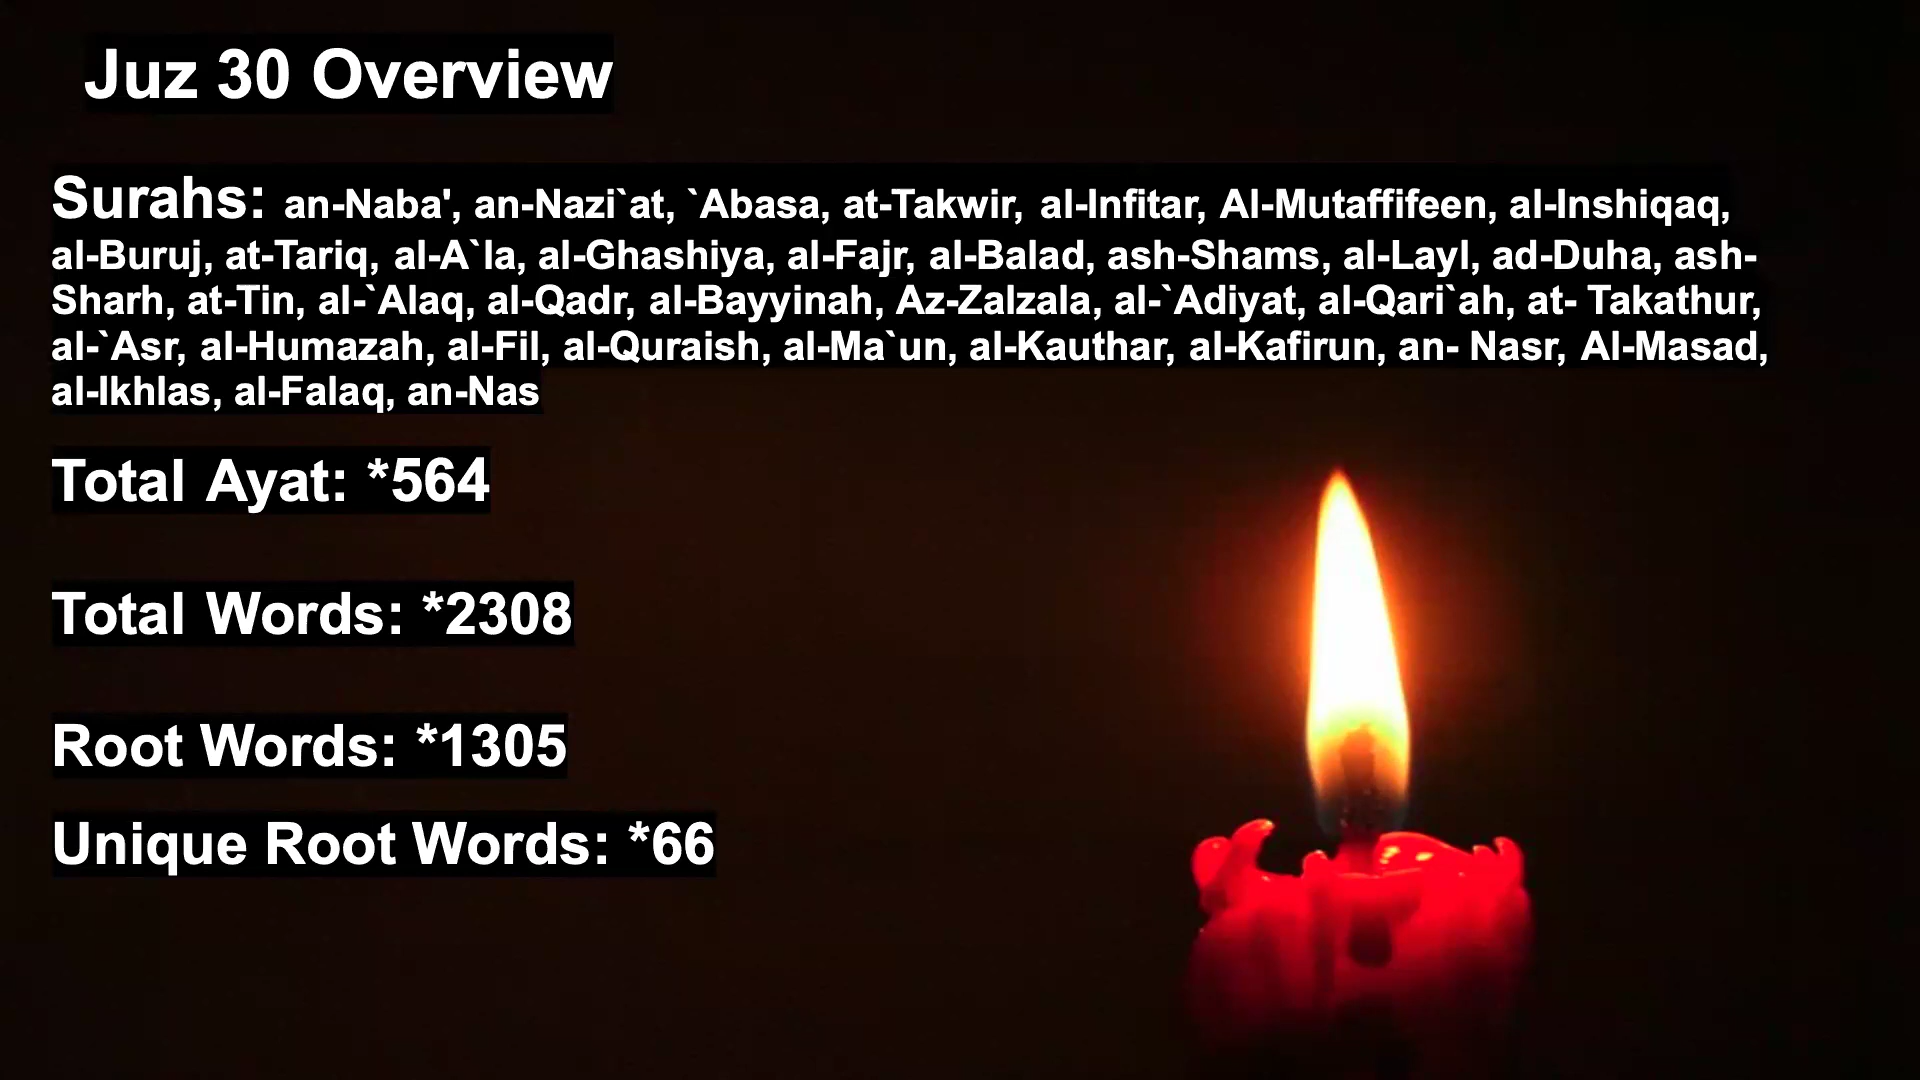 Juz 30 Overview
Surahs: an-Naba', an-Nazi`at, `Abasa, at-Takwir, al-Infitar, Al-Mutaffifeen, al-Inshiqaq,
al-Buruj, at-Tariq, al-A`la, al-Ghashiya, al-Fajr, al-Balad, ash-Shams, al-Layl, ad-Duha, ash-
Sharh, at-Tin, al-`Alaq, al-Qadr, al-Bayyinah, Az-Zalzala, al-`Adiyat, al-Qari`ah, at- Takathur,
al-`Asr, al-Humazah, al-Fil, al-Quraish, al-Ma`un, al-Kauthar, al-Kafirun, an- Nasr, Al-Masad,
al-Ikhlas, al-Falaq, an-Nas
Total Ayat: *564
Total Words: *2308
Root Words: *1305
Unique Root Words: *66